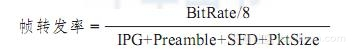 帧转发率= BitRate/8
IPG+Preamble+SFD+PktSize